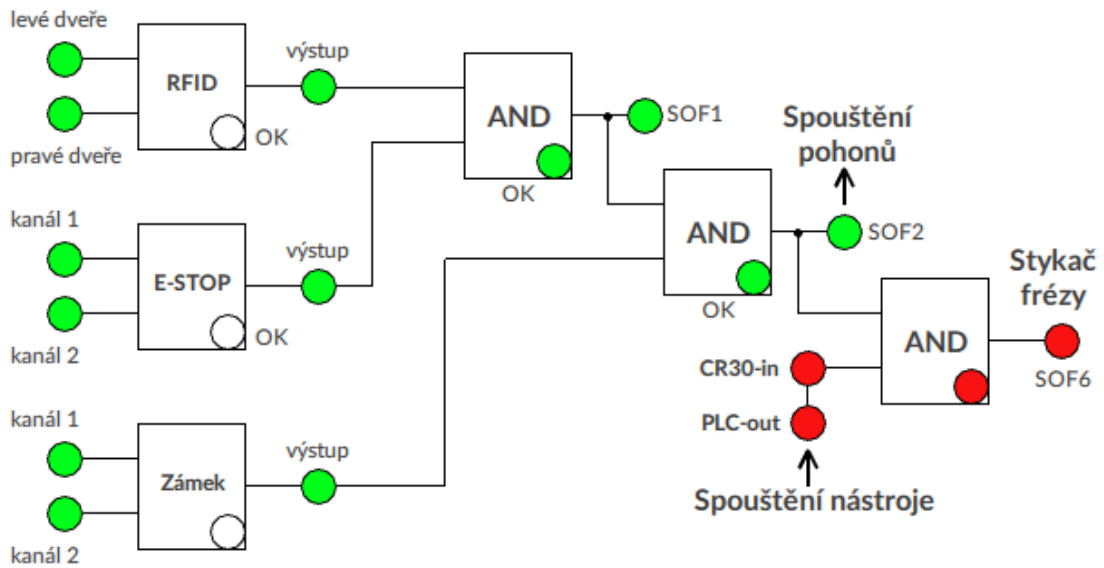 levé dveře
RFID
OK
pravé dveře
výstup
kanál 1
E-STOP
OK
kanál 2
výstup
kanál 1
Zámek
kanál 2
výstup
AND
OK
SOF1
AND
OK
Spouštění
pohonů
SOF2
AND
CR30-in
PLC-out
Spouštění nástroje
Stykač
frézy
SOF6